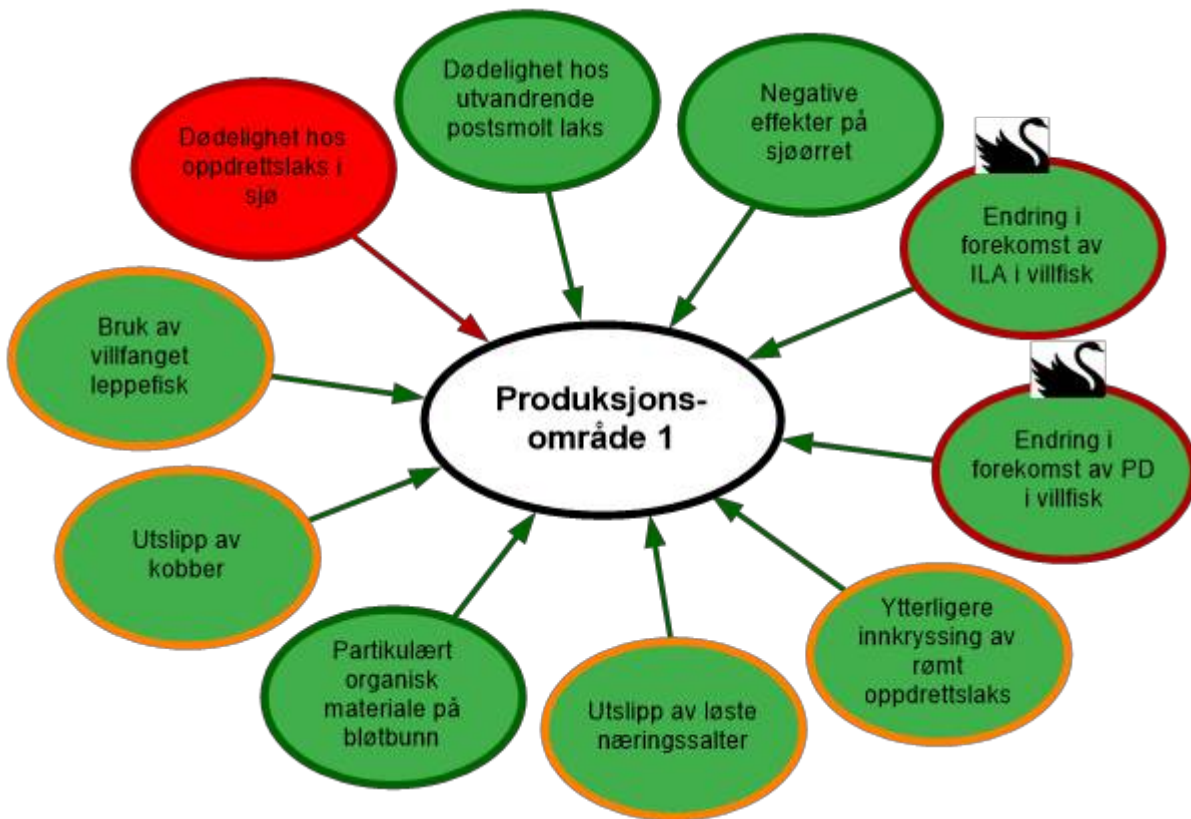 Dødelighet hos
utvandrende
postsmolt laks
Negative
effekter på
sjøørret
Dødelighet hos
oppdrettslaks i
sjø
Endring i
forekomst av
ILA i villfisk
Bruk av
villfanget
leppefisk
Produksjons-
område 1
Endring i
forekomst av PD
i villfisk
Utslipp av
kobber
Ytterligere
innkryssing av
rømt
oppdrettslaks
Partikulært
organisk
materiale på
bløtbunn
Utslipp av løste
næringssalter